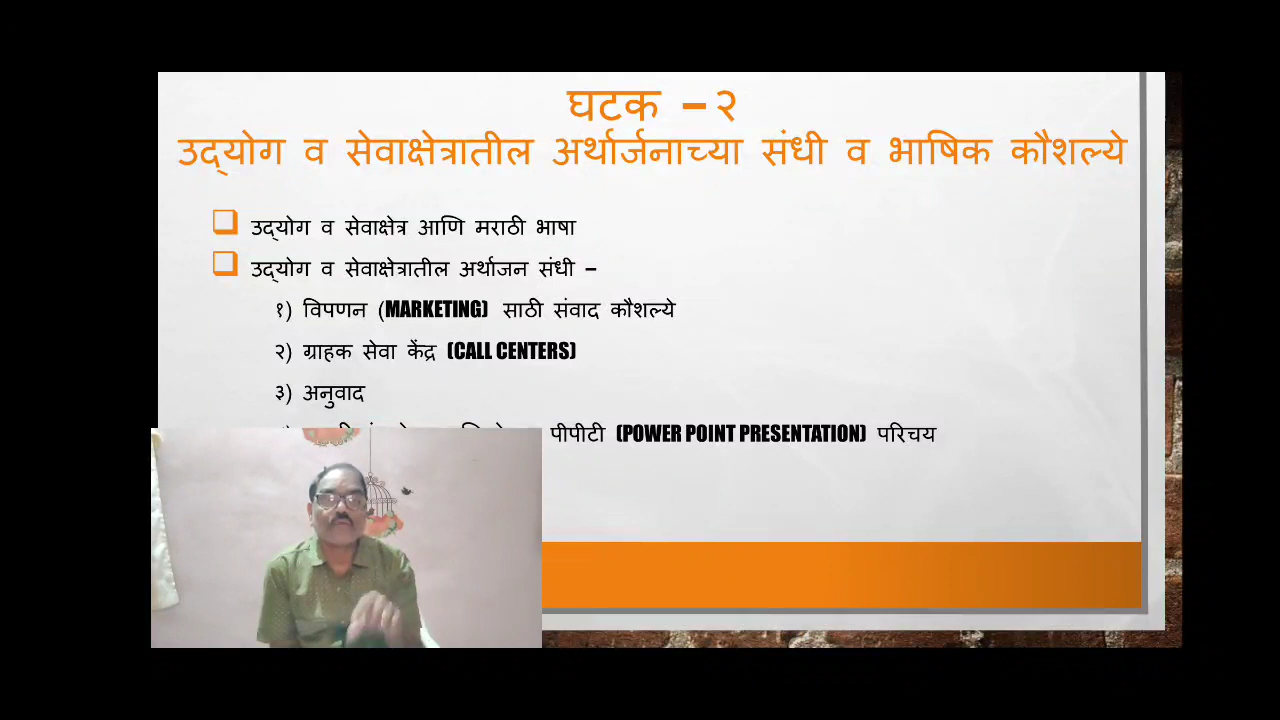 घटक – २
उद्‌योग व सेवाक्षेत्रातील अर्थार्जनाच्या संधी व भाषिक कौशल्ये
उद्‌योग व सेवाक्षेत्र आणि मराठी भाषा
उद्‌योग व सेवाक्षेत्रातील अर्थाजन संधी –
१) विपणन (MARKETING) साठी संवाद कौशल्ये
२) ग्राहक सेवा केंद्र (CALL CENTERS)
३) अनुवाद
पीपीटी (POWER POINT PRESENTATION) परिचय